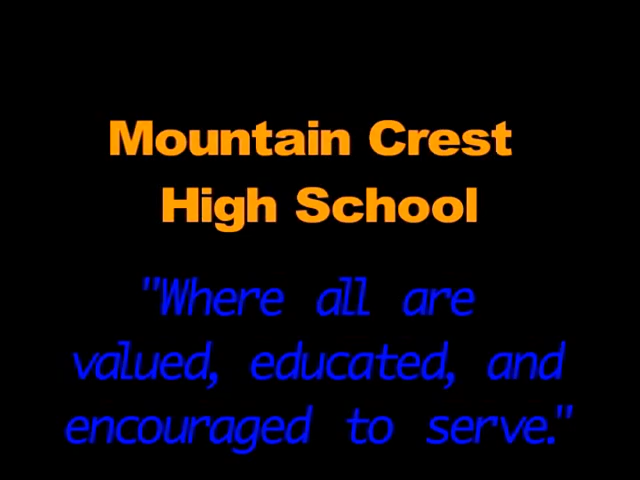 Mountain Crest
High School
"Where all are
valued, educated, and
encouraged to serve."